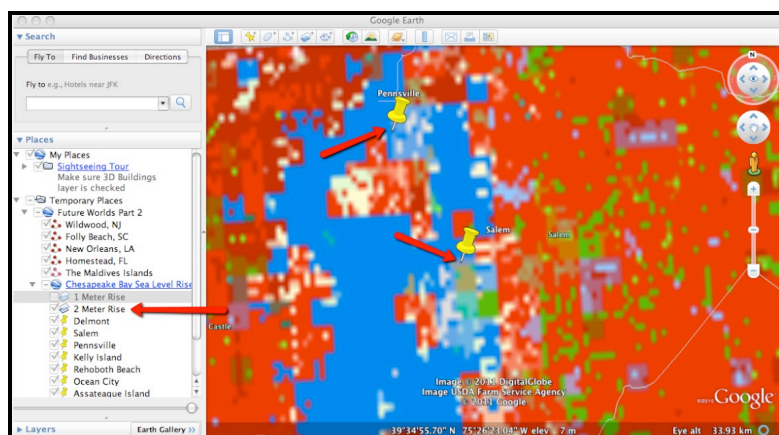 Google Earth
Search
Fly To
Find Businesses
Directions
Fly to e.g., Hotels near JFK
Places
My Places
Sightseeing Tour
Make sure 3D Buildings
layer is checked
Temporary Places
Future Worlds Part 2
Wildwood, NJ
Folly Beach, SC
New Orleans, LA
Homestead, FL
The Maldives Islands
Chesapeake Bay Sea Level Rise
1 Meter Rise
2 Meter Rise
Delmont
Salem
Pennsville
Kelly Island
Rehoboth Beach
Ocean City
Assateague Island
Layers
Earth Gallery >>
N
Pennsville
Salem
Salem
Castle
Image © 2011 DigitalGlobe
Image USDA Farm Service Agency
© 2011 Google
©2010 Google
39°34'55.70" N 75°26'23.04" W elev 7 m
Eye alt 33.93 km